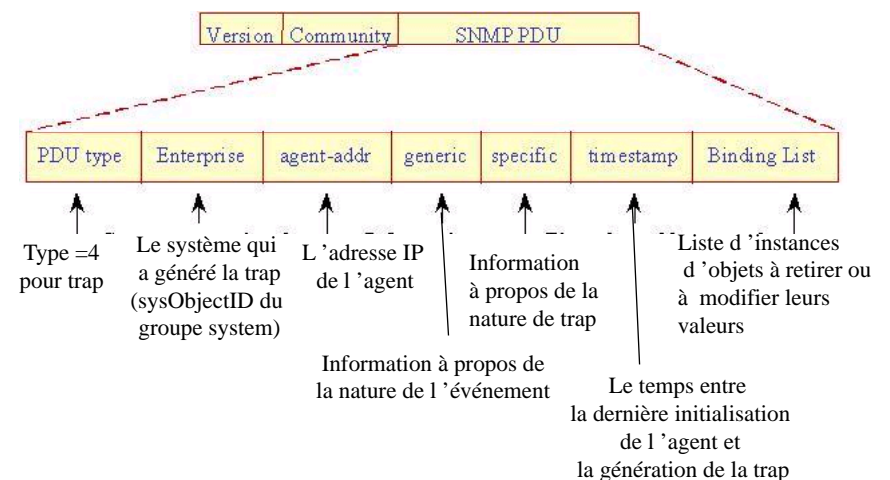 Version Community SNMP PDU
PDU type Enterprise agent-addr generic specific timestamp Binding List
Type =4
pour trap
Le système qui
a généré la trap
(sysObjectID du
groupe system)
L ’adresse IP
de l ’agent
Information à propos de
la nature de l ’événement
Information
à propos de la
nature de trap
Le temps entre
la dernière initialisation
de l ’agent et
la génération de la trap
Liste d ’instances
d ’objets à retirer ou
à modifier leurs
valeurs